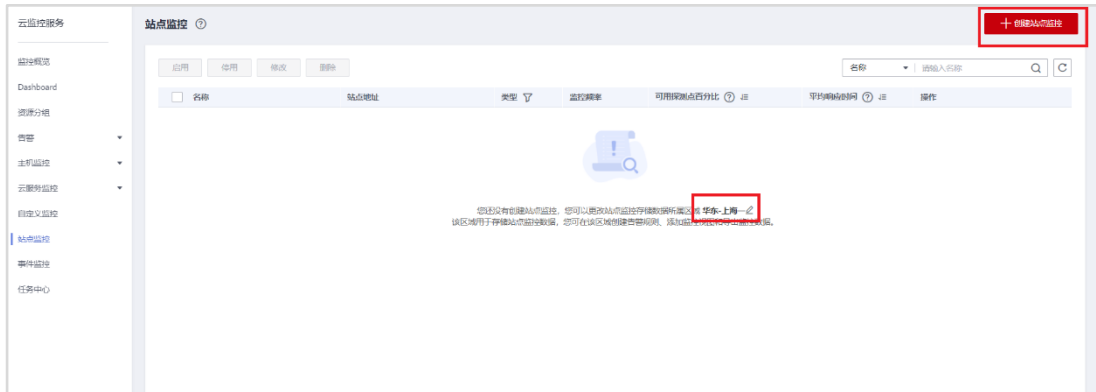 云监控服务
站点监控
创建站点监控
监控概览
Dashboard
资源分组
告警
主机监控
云服务监控
自定义监控
站点监控
事件监控
任务中心
启用 停用 修改 删除
名称 请输入名称
名称 站点地址 类型 监控频率 可用探测点百分比 平均响应时间 操作
您还没有创建站点监控，您可以更改站点监控存储数据所属区域 华东-上海一
该区域用于存储站点监控数据，您可在该区域创建告警规则、添加监控视图和导出监控数据。